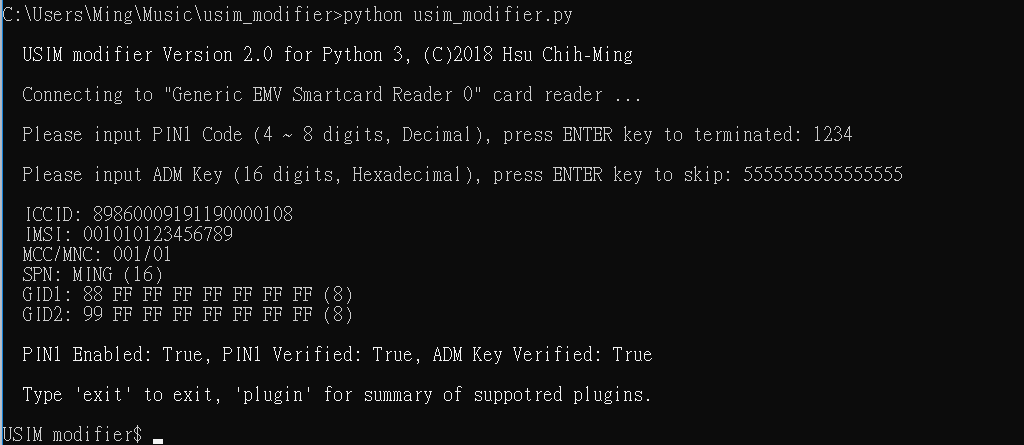 C:\Users\Ming\Music\usim_modifier>python usim_modifier.py
USIM modifier Version 2.0 for Python 3, (C)2018 Hsu Chih-Ming
Connecting to "Generic EMV Smartcard Reader 0" card reader ...
Please input PIN1 Code (4 ~ 8 digits, Decimal), press ENTER key to terminated: 1234
Please input ADM Key (16 digits, Hexadecimal), press ENTER key to skip: 5555555555555555
ICCID: 89860009191190000108
IMSI: 001010123456789
MCC/MNC: 001/01
SPN: MING (16)
GID1: 88 FF FF FF FF FF FF FF (8)
GID2: 99 FF FF FF FF FF FF FF (8)
PIN1 Enabled: True, PIN1 Verified: True, ADM Key Verified: True
Type 'exit' to exit, 'plugin' for summary of suppotred plugins.
USIM modifier$